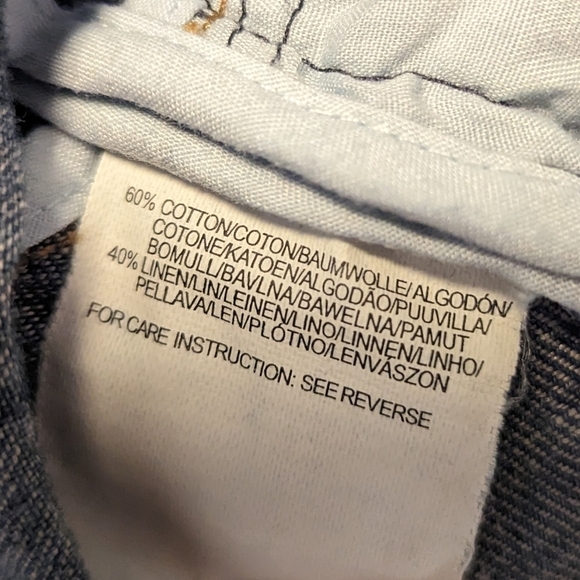 60% COTTON/COTON/BAUMWOLLE/ALGODÓN/
COTONE/KATOEN/ALGODÃO/PUUVILLA/
BOMULL/BAVLNA/BAWELNA/PAMUT
40% LINEN/LIN/LEINEN/LINO/LINNEN/LINHO/
PELLAVA/LEN/PLÓTNO/LENVÁSZON
FOR CARE INSTRUCTION: SEE REVERSE